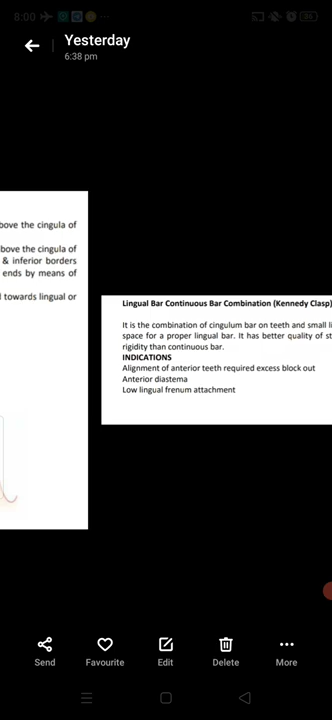 8:00
Yesterday
6:38 pm
bove the cingula of
bove the cingula of
& inferior borders
ends by means of
towards lingual or
Lingual Bar Continuous Bar Combination (Kennedy Clasp)
It is the combination of cingulum bar on teeth and small li
space for a proper lingual bar. It has better quality of st
rigidity than continuous bar.
INDICATIONS
Alignment of anterior teeth required excess block out
Anterior diastema
Low lingual frenum attachment
Send Favourite Edit Delete More